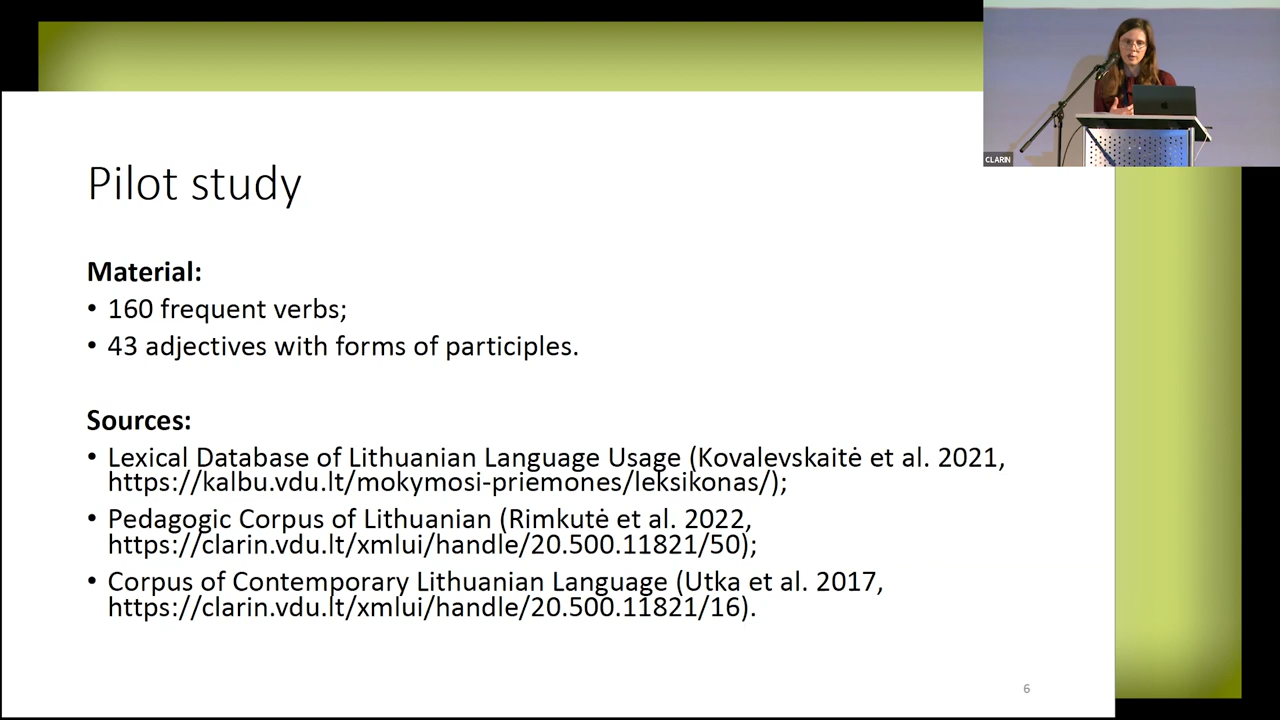 CLARIN
Pilot study
Material:
• 160 frequent verbs;
• 43 adjectives with forms of participles.
Sources:
• Lexical Database of Lithuanian Language Usage (Kovalevskaitė et al. 2021,
https://kalbu.vdu.lt/mokymosi-priemones/leksikonas/);
• Pedagogic Corpus of Lithuanian (Rimkutė et al. 2022,
https://clarin.vdu.lt/xmlui/handle/20.500.11821/50);
• Corpus of Contemporary Lithuanian Language (Utka et al. 2017,
https://clarin.vdu.lt/xmlui/handle/20.500.11821/16).
6